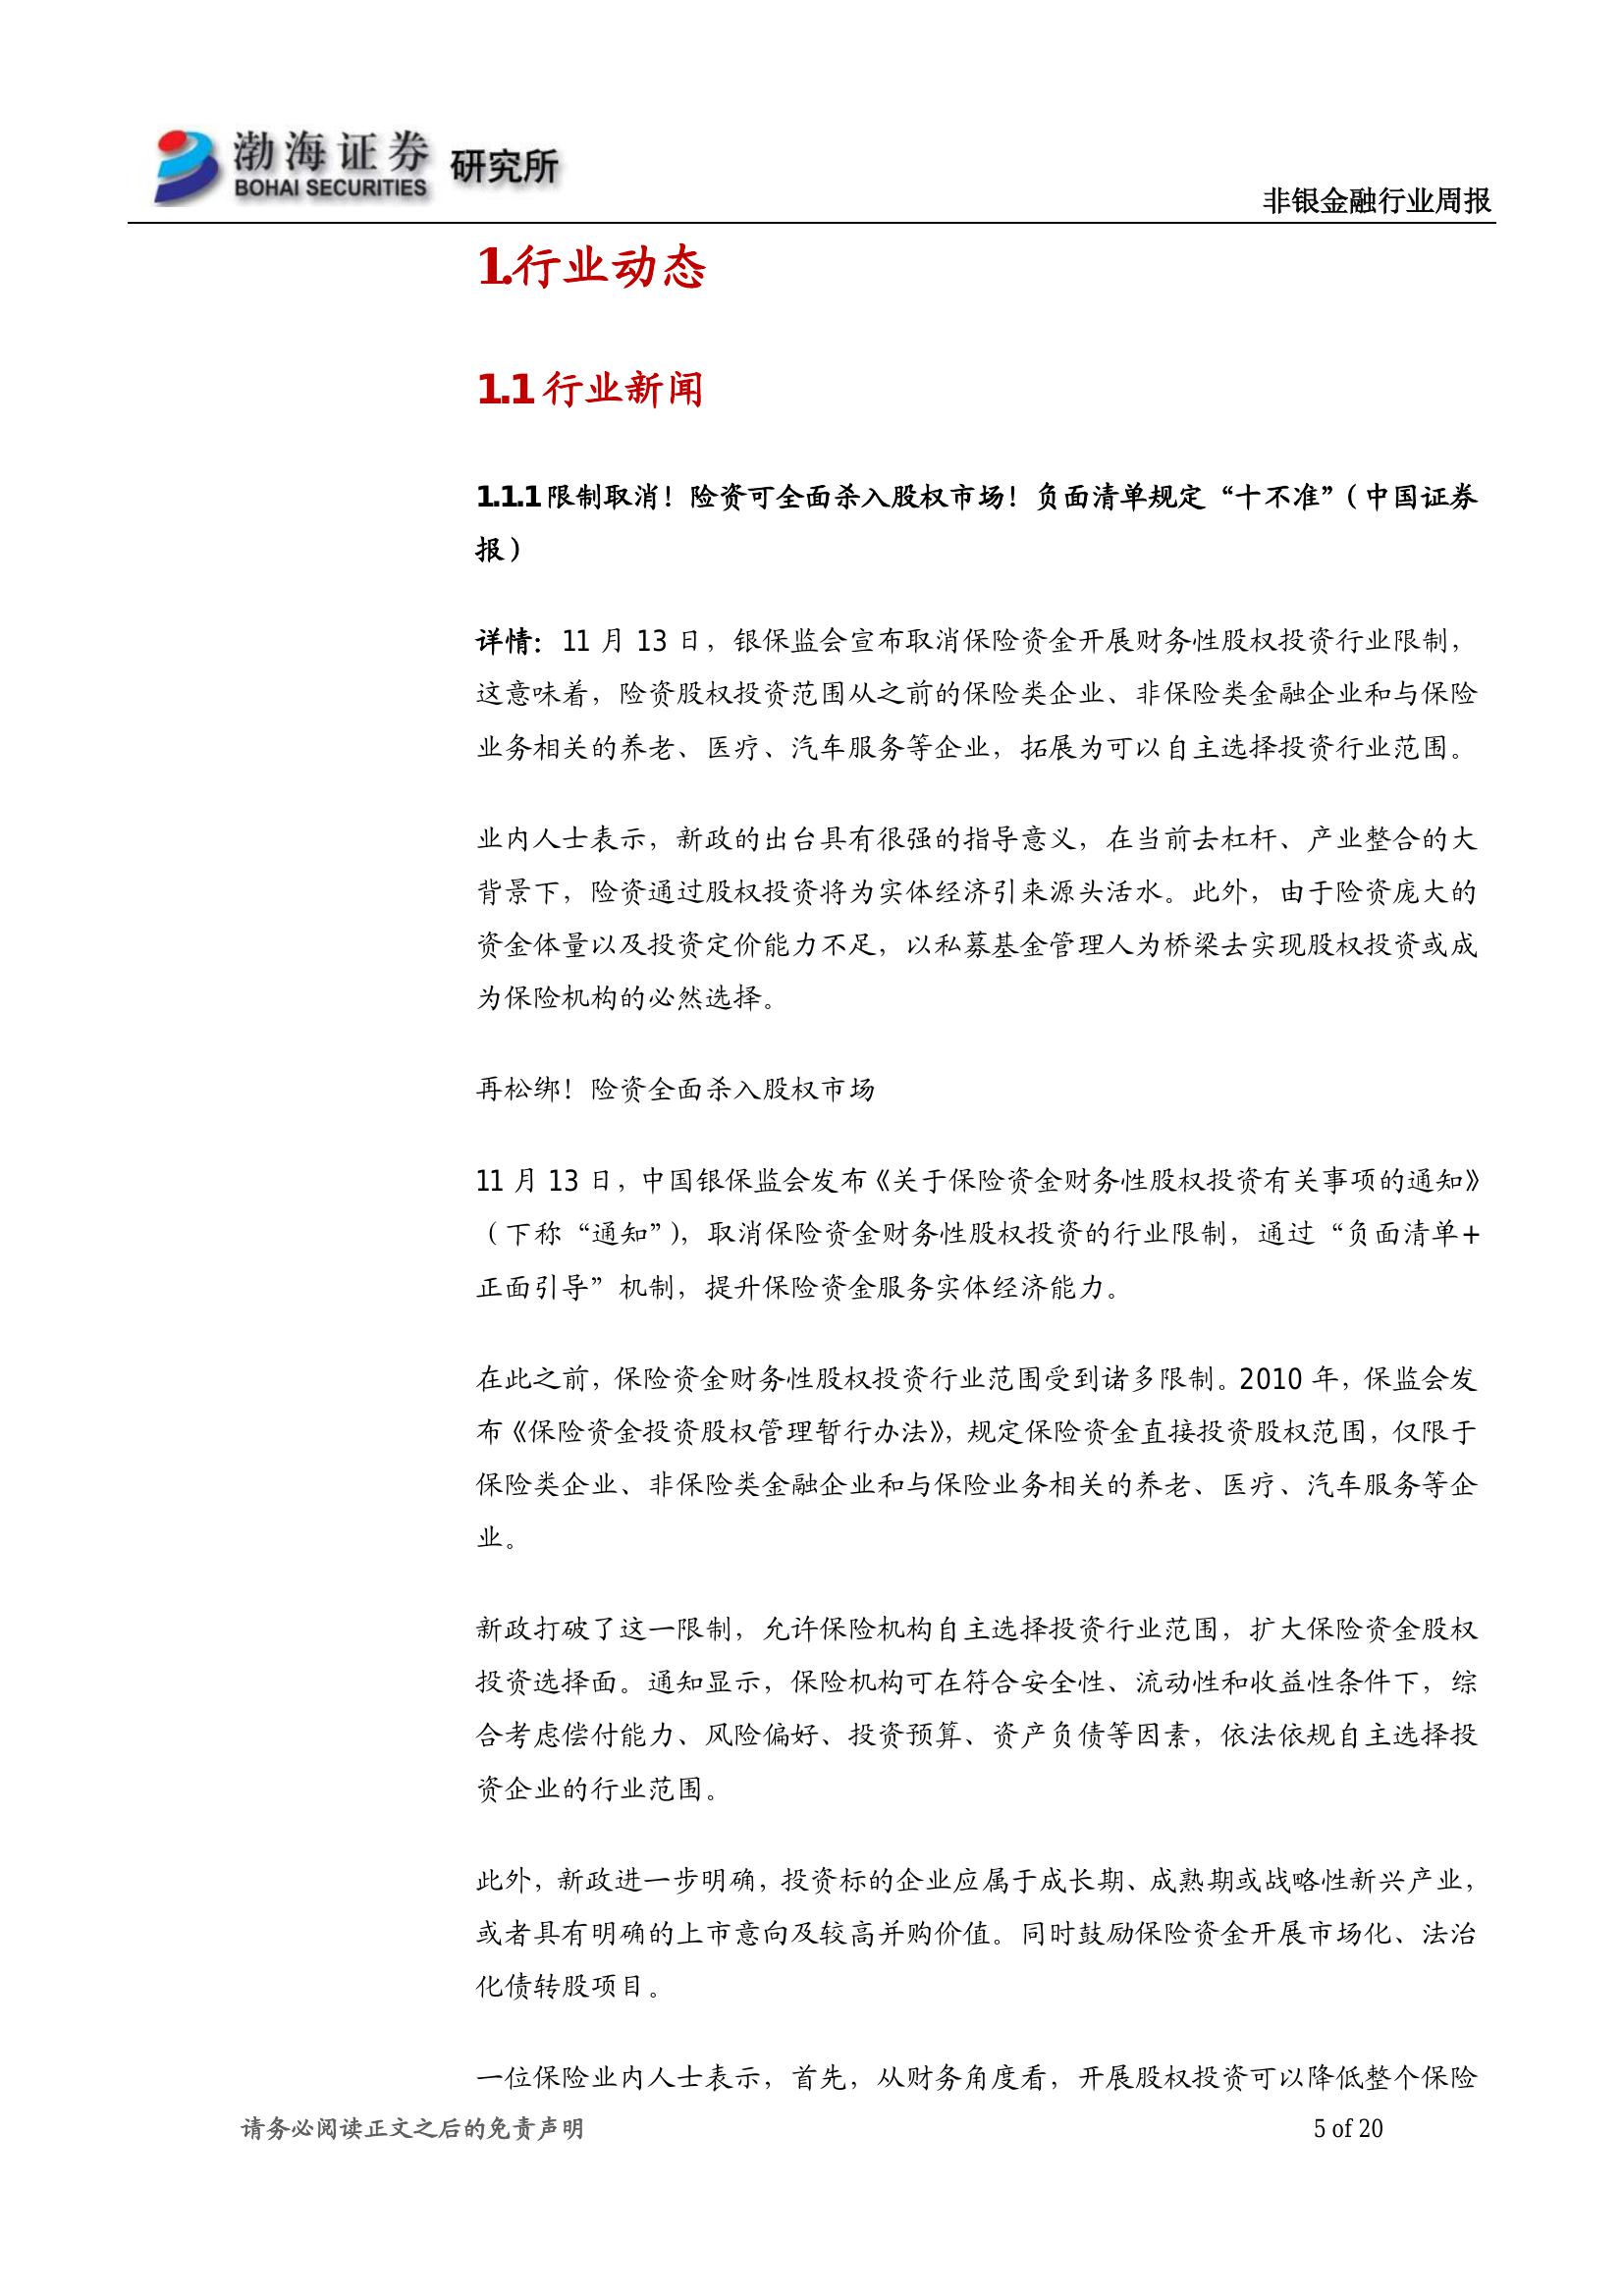 渤海证券 研究所
BOHAI SECURITIES
非银金融行业周报
1.行业动态
1.1 行业新闻
1.1.1 限制取消！险资可全面杀入股权市场！负面清单规定“十不准”（中国证券
报）
详情：11 月 13 日，银保监会宣布取消保险资金开展财务性股权投资行业限制，
这意味着，险资股权投资范围从之前的保险类企业、非保险类金融企业和与保险
业务相关的养老、医疗、汽车服务等企业，拓展为可以自主选择投资行业范围。
业内人士表示，新政的出台具有很强的指导意义，在当前去杠杆、产业整合的大
背景下，险资通过股权投资将为实体经济引来源头活水。此外，由于险资庞大的
资金体量以及投资定价能力不足，以私募基金管理人为桥梁去实现股权投资或成
为保险机构的必然选择。
再松绑！险资全面杀入股权市场
11 月 13 日，中国银保监会发布《关于保险资金财务性股权投资有关事项的通知》
（下称“通知”），取消保险资金财务性股权投资的行业限制，通过“负面清单+
正面引导”机制，提升保险资金服务实体经济能力。
在此之前，保险资金财务性股权投资行业范围受到诸多限制。2010 年，保监会发
布《保险资金投资股权管理暂行办法》，规定保险资金直接投资股权范围，仅限于
保险类企业、非保险类金融企业和与保险业务相关的养老、医疗、汽车服务等企
业。
新政打破了这一限制，允许保险机构自主选择投资行业范围，扩大保险资金股权
投资选择面。通知显示，保险机构可在符合安全性、流动性和收益性条件下，综
合考虑偿付能力、风险偏好、投资预算、资产负债等因素，依法依规自主选择投
资企业的行业范围。
此外，新政进一步明确，投资标的企业应属于成长期、成熟期或战略性新兴产业，
或者具有明确的上市意向及较高并购价值。同时鼓励保险资金开展市场化、法治
化债转股项目。
一位保险业内人士表示，首先，从财务角度看，开展股权投资可以降低整个保险
请务必阅读正文之后的免责声明
5 of 20